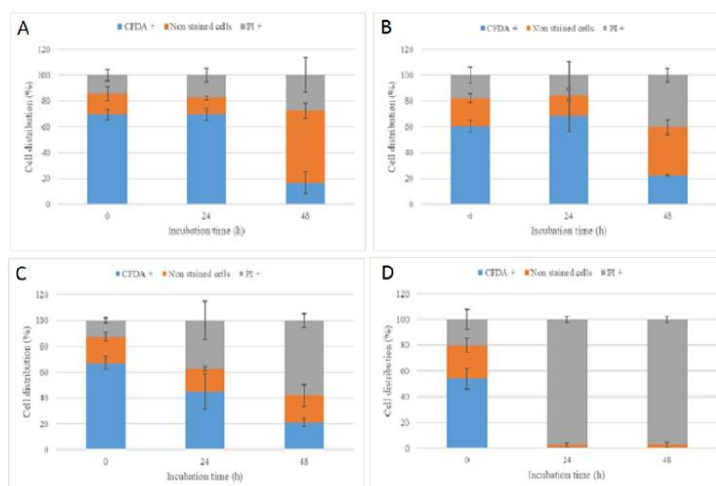 A
CFDA + Non stained cells PI +
120
100
80
60
40
20
0
Cell distribution (%)
0 24 48
Incubation time (h)
B
CFDA + Non stained cells PI +
120
100
80
60
40
20
0
Cell distribution (%)
0 24 48
Incubation time (h)
C
CFDA + Non stained cells PI +
120
100
80
60
40
20
0
Cell distribution (%)
0 24 48
Incubation time (h)
D
CFDA + Non stained cells PI +
120
100
80
60
40
20
0
Cell distribution (%)
0 24 48
Incubation time (h)